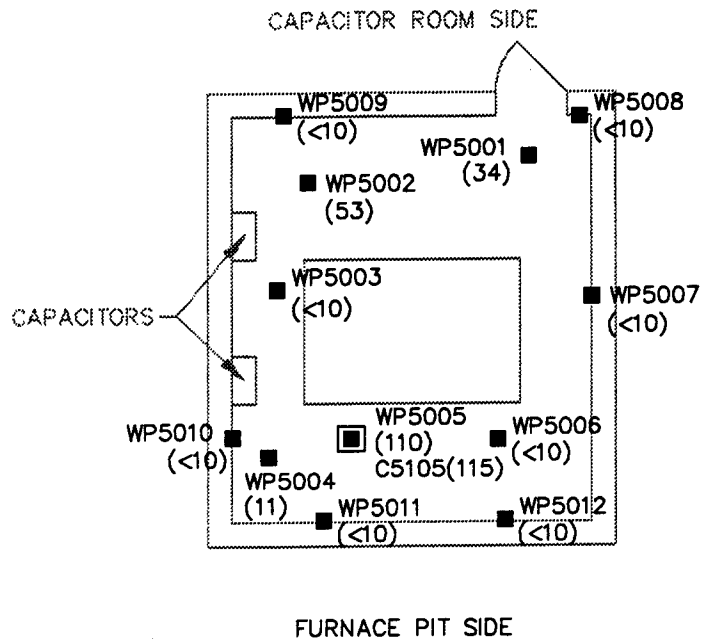 CAPACITOR ROOM SIDE
WP5009
(<10)
WP5008
(<10)
WP5001
(34)
WP5002
(53)
WP5003
(<10)
WP5007
(<10)
CAPACITORS
WP5010
(<10)
WP5005
(110)
C5105(115)
WP5006
(<10)
WP5004
(11)
WP5011
(<10)
WP5012
(<10)
FURNACE PIT SIDE